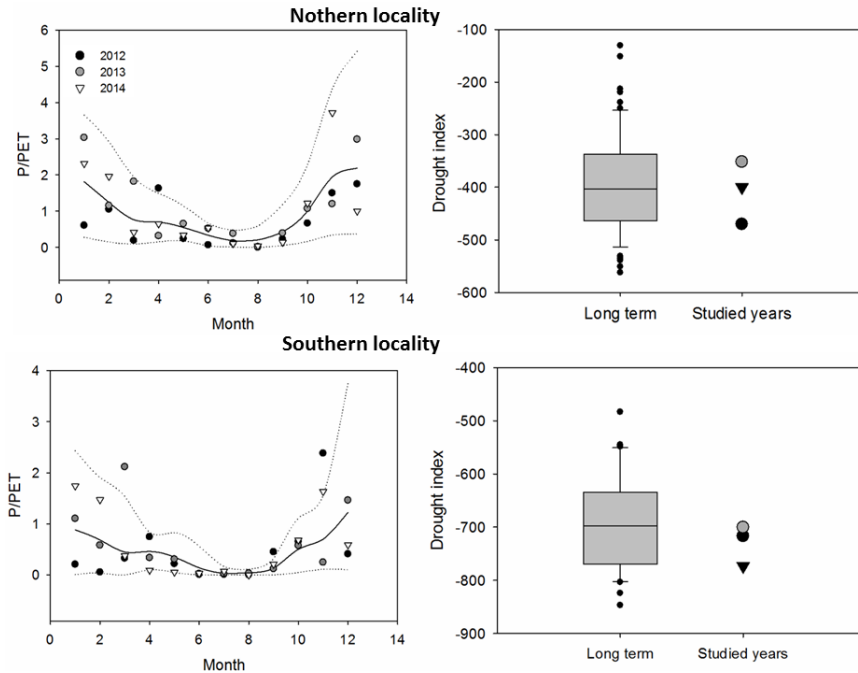 Nothern locality
6
5
4
3
2
1
0
P/PET
2012
2013
2014
0 2 4 6 8 10 12 14
Month
-100
-200
-300
-400
-500
-600
Drought index
Long term Studied years
Southern locality
4
3
2
1
0
P/PET
0 2 4 6 8 10 12 14
Month
-400
-500
-600
-700
-800
-900
Drought index
Long term Studied years